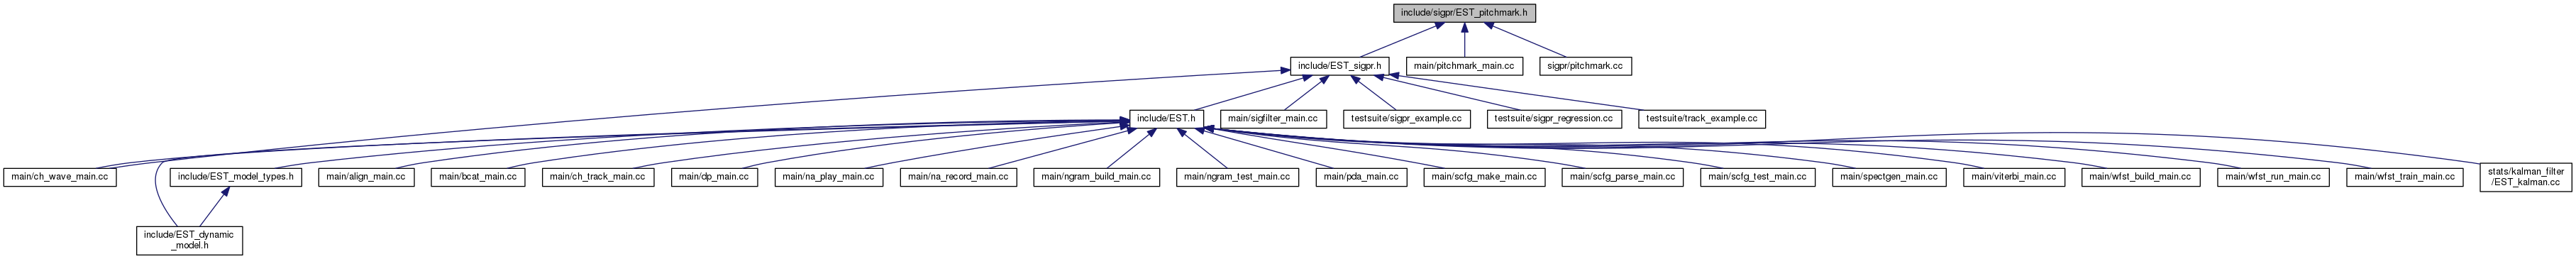 include/sigpr/EST_pitchmark.h
include/EST_sigpr.h
main/pitchmark_main.cc
sigpr/pitchmark.cc
include/EST.h
main/sigfilter_main.cc
testsuite/sigpr_example.cc
testsuite/sigpr_regression.cc
testsuite/track_example.cc
main/ch_wave_main.cc
include/EST_model_types.h
main/align_main.cc
main/bcat_main.cc
main/ch_track_main.cc
main/dp_main.cc
main/na_play_main.cc
main/na_record_main.cc
main/ngram_build_main.cc
main/ngram_test_main.cc
main/pda_main.cc
main/scfg_make_main.cc
main/scfg_parse_main.cc
main/scfg_test_main.cc
main/spectgen_main.cc
main/viterbi_main.cc
main/wfst_build_main.cc
main/wfst_run_main.cc
main/wfst_train_main.cc
stats/kalman_filter
/EST_kalman.cc
include/EST_dynamic
_model.h